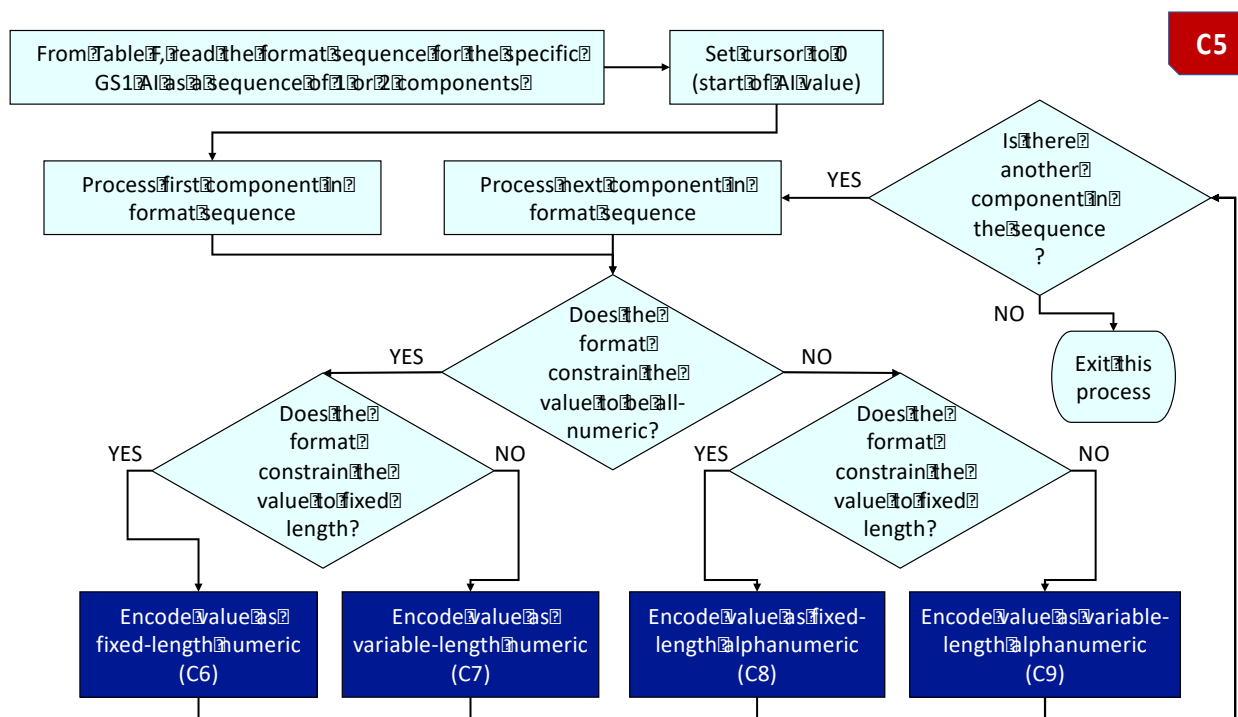 From Table F, read the format sequence for the specific
GS1 AI as a sequence of 1 or 2 components
Set cursor to 0
(start of AI value)
C5
Is there
another
component in
the sequence
?
YES
NO
Exit this
process
Process first component in
format sequence
Process next component in
format sequence
Does the
format
constrain the
value to be all-
numeric?
YES
NO
Does the
format
constrain the
value to fixed
length?
YES
NO
Does the
format
constrain the
value to fixed
length?
YES
NO
Encode value as
fixed-length numeric
(C6)
Encode value as
variable-length numeric
(C7)
Encode value as fixed-
length alphanumeric
(C8)
Encode value as variable-
length alphanumeric
(C9)